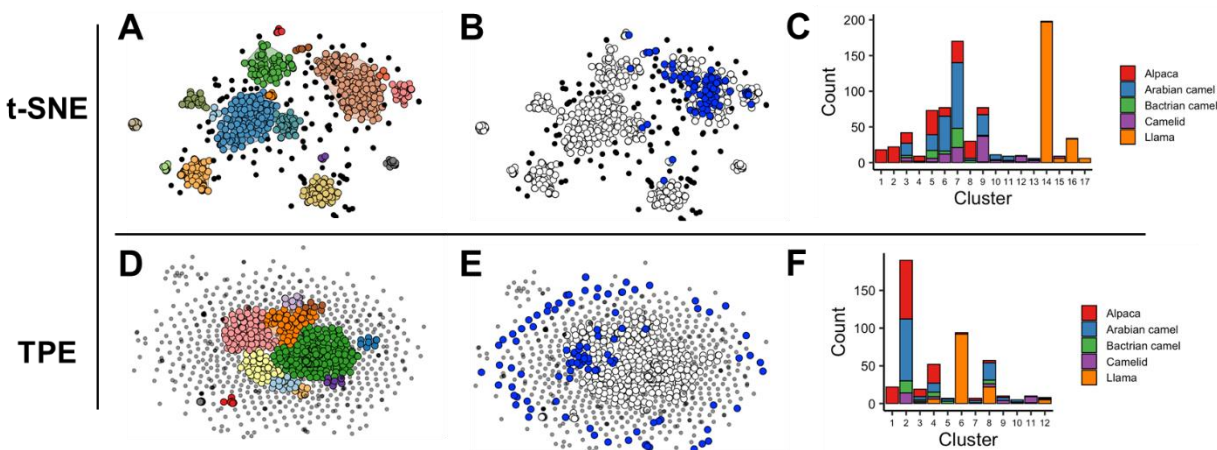 t-SNE
A
B
C
Count
200
150
100
50
0
1 2 3 4 5 6 7 8 9 10 11 12 13 14 15 16 17
Cluster
Alpaca
Arabian camel
Bactrian camel
Camelid
Llama
TPE
D
E
F
Count
150
100
50
0
1 2 3 4 5 6 7 8 9 10 11 12
Cluster
Alpaca
Arabian camel
Bactrian camel
Camelid
Llama